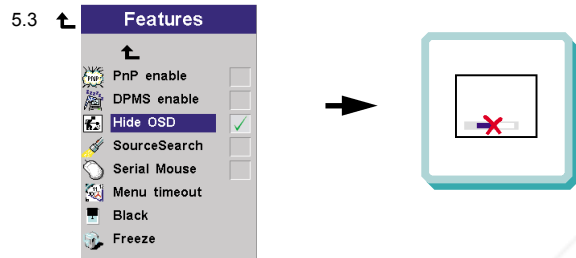 5.3
Features
PnP enable
DPMS enable
Hide OSD
SourceSearch
Serial Mouse
Menu timeout
Black
Freeze